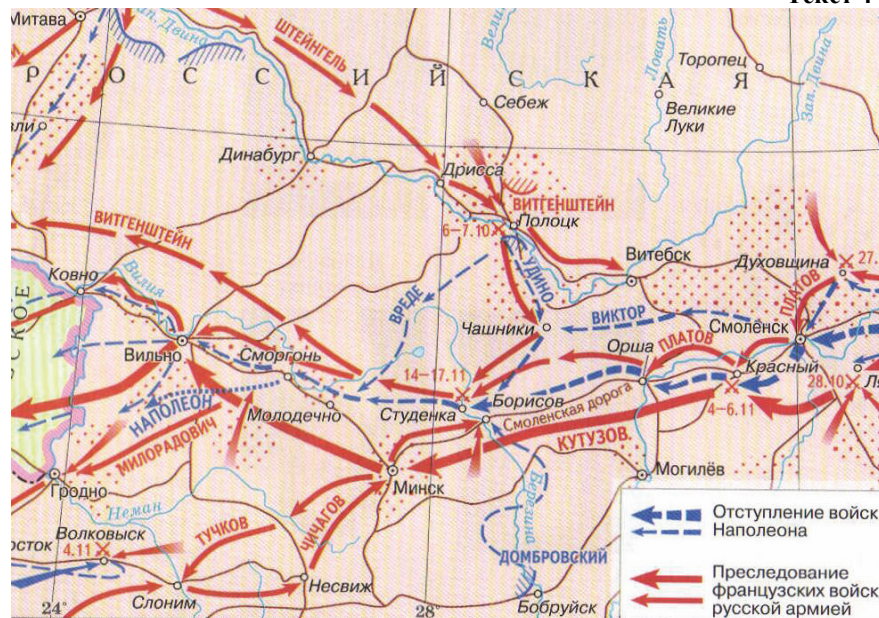 Митава
Зап. Двина
ШТЕЙНГЕЛЬ
Р О С С И Й С К А Я
Ловать
Торопец
Зап. Двина
Себеж
Великие
Луки
Динабург
Дрисса
ВИТГЕНШТЕЙН
Полоцк
6–7.10
ВИТГЕНШТЕЙН
Витебск
Духовщина
27.
Ковно
Вилия
УДИНО
ВРЕДЕ
ПЛАТОВ
Чашники
ВИКТОР
Смоленск
Вильно
Сморгонь
Орша
ПЛАТОВ
Красный
14–17.11
Борисов
28.10
НАПОЛЕОН
Молодечно
Студенка
Смоленская дорога
4–6.11
МИЛОРАДОВИЧ
КУТУЗОВ
Гродно
Минск
Могилёв
Неман
Березина
ЧИЧАГОВ
Волковыск
ТУЧКОВ
4.11
ДОМБРОВСКИЙ
Несвиж
Слоним
Бобруйск
24°
28°
Отступление войск
Наполеона
Преследование
французских войск
русской армией